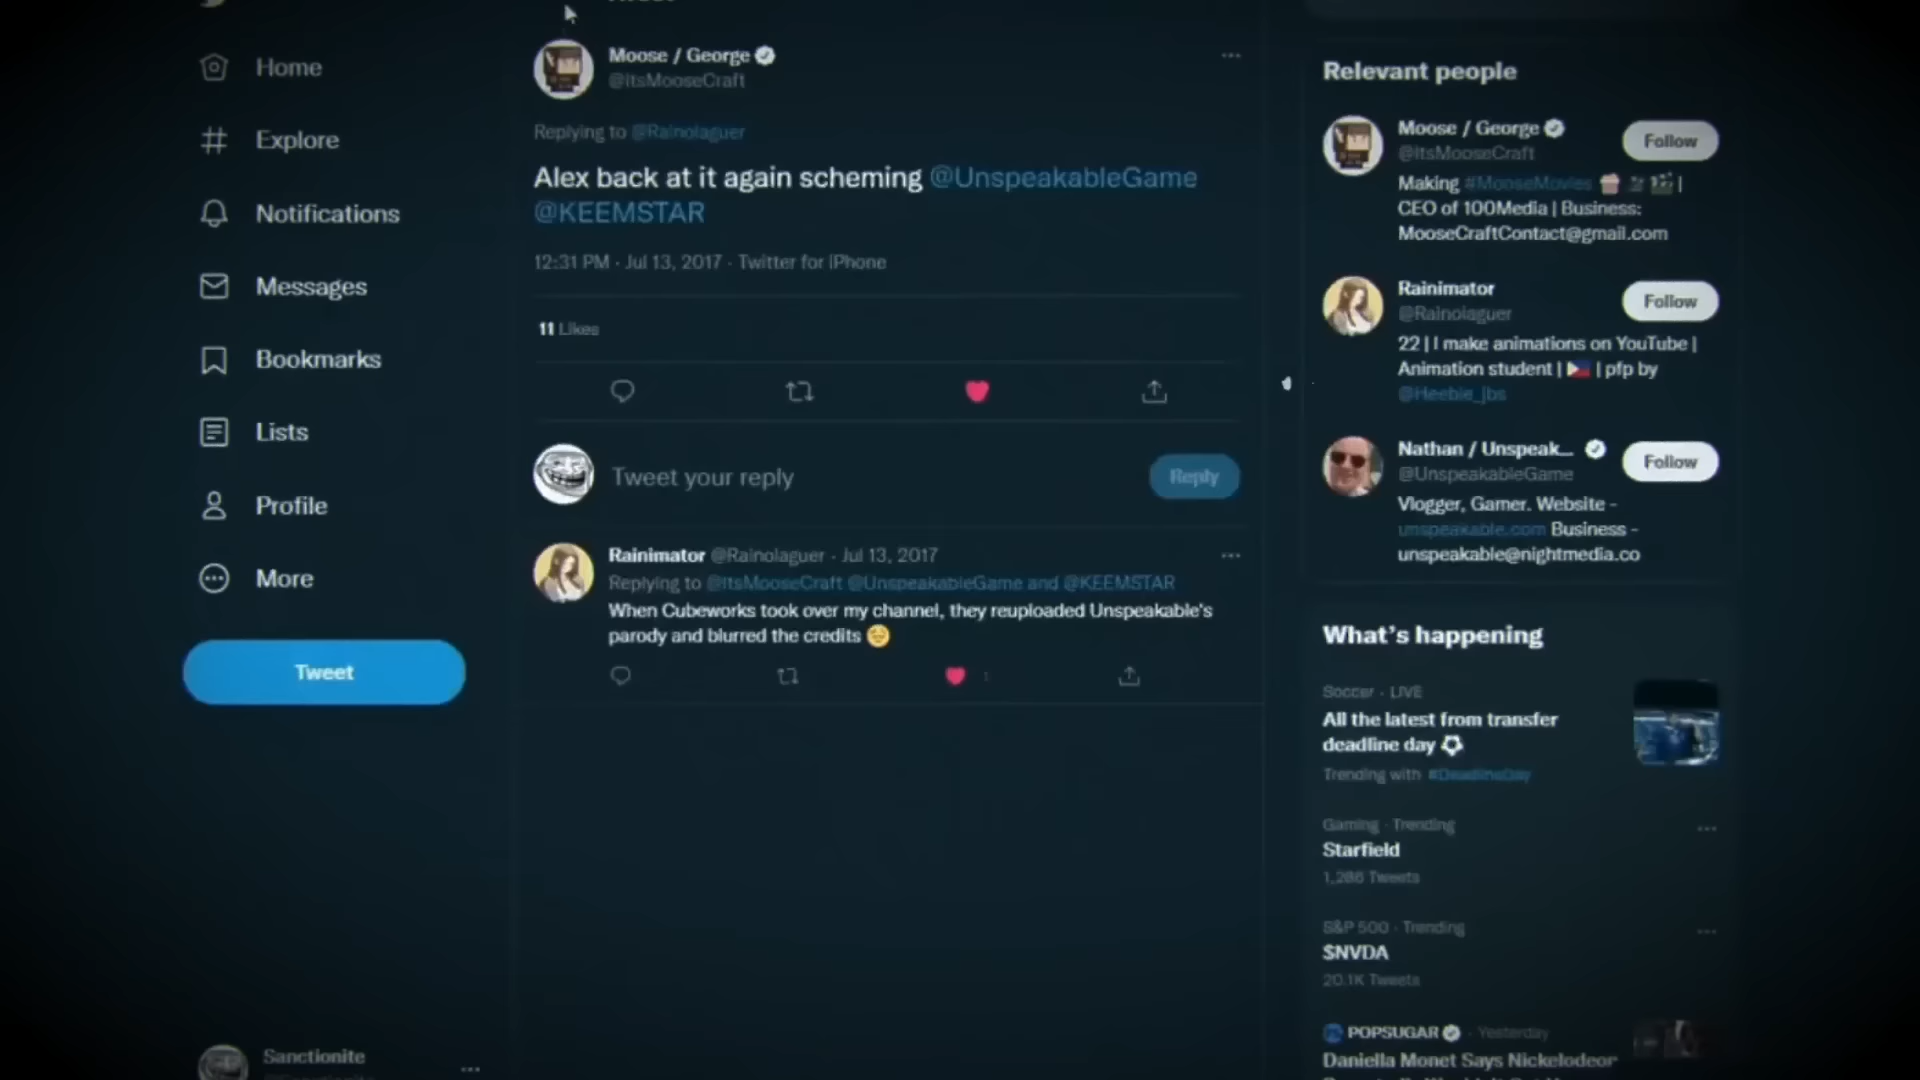 Home
Explore
Notifications
Messages
Bookmarks
Lists
Profile
More
Tweet
Sanctionite
Moose / George
@ItsMooseCraft
Replying to @Rainolaguer
Alex back at it again scheming @UnspeakableGame
@KEEMSTAR
12:31 PM · Jul 13, 2017 · Twitter for iPhone
11 Likes
Tweet your reply
Reply
Rainimator @Rainolaguer · Jul 13, 2017
Replying to @ItsMooseCraft @UnspeakableGame and @KEEMSTAR
When Cubeworks took over my channel, they reuploaded Unspeakable's
parody and blurred the credits
1
Relevant people
Moose / George
@ItsMooseCraft
Follow
Making #MooseMovies |
CEO of 100Media | Business:
MooseCraftContact@gmail.com
Rainimator
@Rainolaguer
Follow
22 | I make animations on YouTube |
Animation student | | pfp by
@Heebie_jbs
Nathan / Unspeak...
@UnspeakableGame
Follow
Vlogger, Gamer. Website -
unspeakable.com Business -
unspeakable@nightmedia.co
What's happening
Soccer · LIVE
All the latest from transfer
deadline day
Trending with #DeadlineDay
Gaming · Trending
Starfield
1,286 Tweets
S&P 500 · Trending
$NVDA
20.1K Tweets
POPSUGAR · Yesterday
Daniella Monet Says Nickelodeon